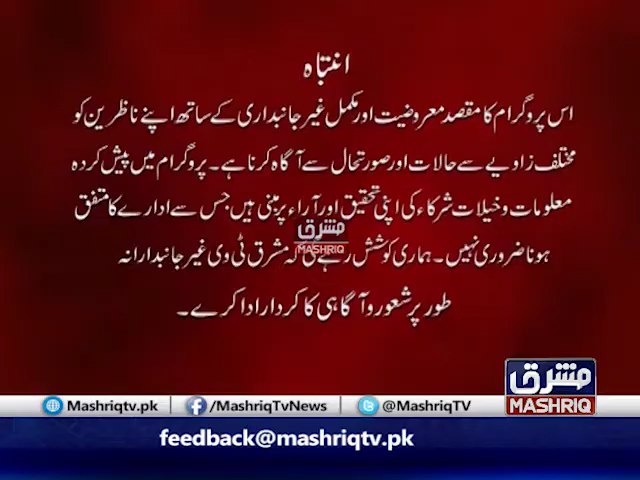 انتباہ
اس پروگرام کا مقصد معروضیت اور مکمل غیر جانبداری کے ساتھ اپنے ناظرین کو
مختلف زاویے سے حالات اور صورتحال سے آگاہ کرنا ہے۔ پروگرام میں پیش کردہ
معلومات و خیلات شرکاء کی اپنی تحقیق اور آراء پر مبنی ہیں جس سے ادارے کا متفق
مشرق
MASHRIQ
ہونا ضروری نہیں۔ ہماری کوشش رہے گی کہ مشرق ٹی وی غیر جانبدارانہ
طور پر شعور و آگاہی کا کردار ادا کرے۔
مشرق
MASHRIQ
Mashriqtv.pk
/MashriqTvNews
@MashriqTV
feedback@mashriqtv.pk